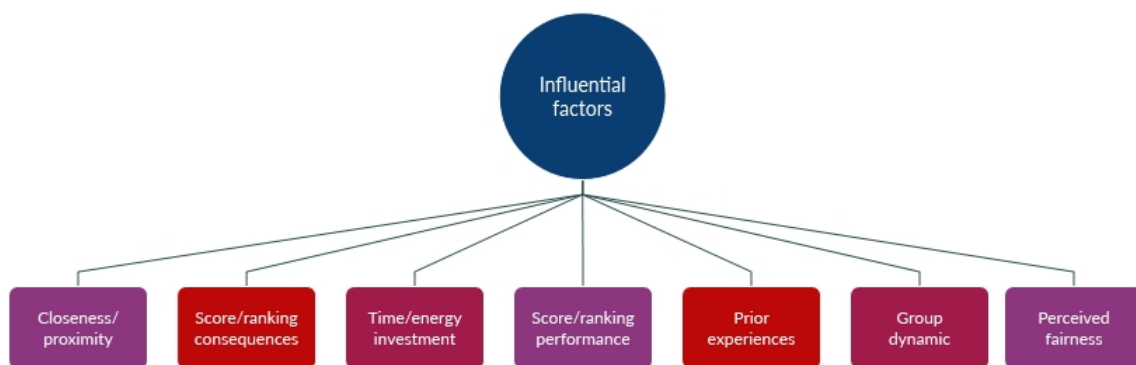 Influential
factors
Closeness/
proximity
Score/ranking
consequences
Time/energy
investment
Score/ranking
performance
Prior
experiences
Group
dynamic
Perceived
fairness